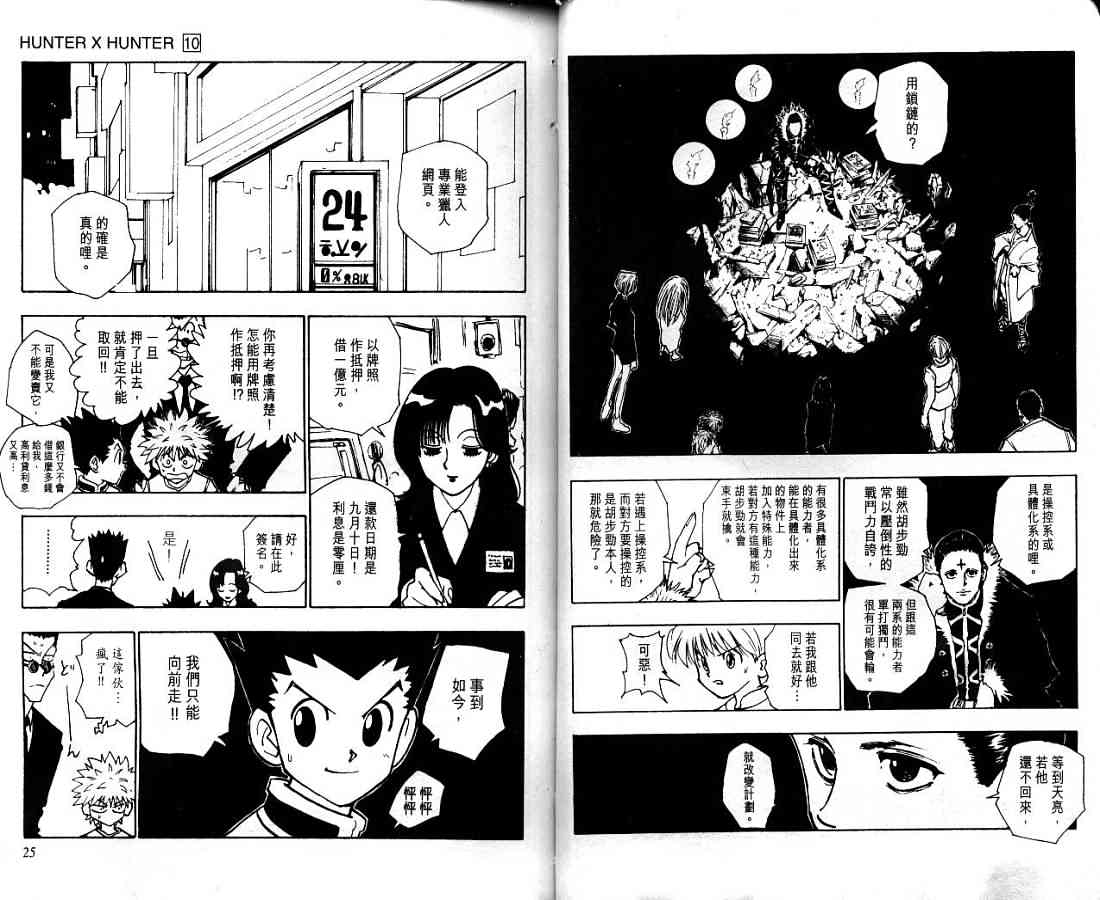 HUNTER X HUNTER 10
用鎖鏈的？
是操控系或
具體化系的哩。
雖然胡步勁
常以壓倒性的
戰鬥力自誇，
但跟這
兩系的能力者
單打獨鬥，
很有可能會輸。
有很多具體化系
的能力者，
能在具體化出來
的物件上
加入特殊能力，
若對方有這種能力，
胡步勁就會
束手就擒。
若遇上操控系，
而對方要操控的
是胡步勁本人，
那就危險了。
若我跟他
同去就好…
可惡！
等到天亮，
若他
還不回來，
就改變計劃。
能登入
專業獵人
網頁。
的確是
真的哩。
24
0%
以牌照
作抵押，
借一億元。
還款日期是
九月十日！
利息是零厘。
你再考慮清楚！
怎能用牌照
作抵押啊!?
一旦
押了出去，
就肯定不能
取回!!
可是我又
不能變賣它，
銀行又不會
借這麼多錢
給我，
高利貸利息
又高…
好，
請在此
簽名。
是！
………
事到
如今，
我們只能
向前走!!
怦怦
怦怦
這傢伙…
瘋了!!
25